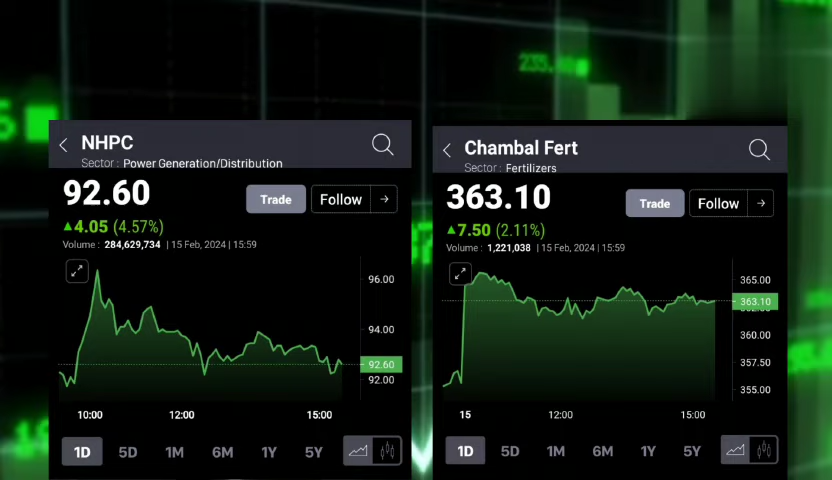 NHPC
Sector : Power Generation/Distribution
92.60
Trade
Follow
▲4.05 (4.57%)
Volume : 284,629,734 | 15 Feb, 2024 | 15:59
96.00
94.00
92.60
92.00
10:00 12:00 15:00
1D 5D 1M 6M 1Y 5Y
Chambal Fert
Sector : Fertilizers
363.10
Trade
Follow
▲7.50 (2.11%)
Volume : 1,221,038 | 15 Feb, 2024 | 15:59
365.00
363.10
360.00
357.50
355.00
15 12:00 15:00
1D 5D 1M 6M 1Y 5Y